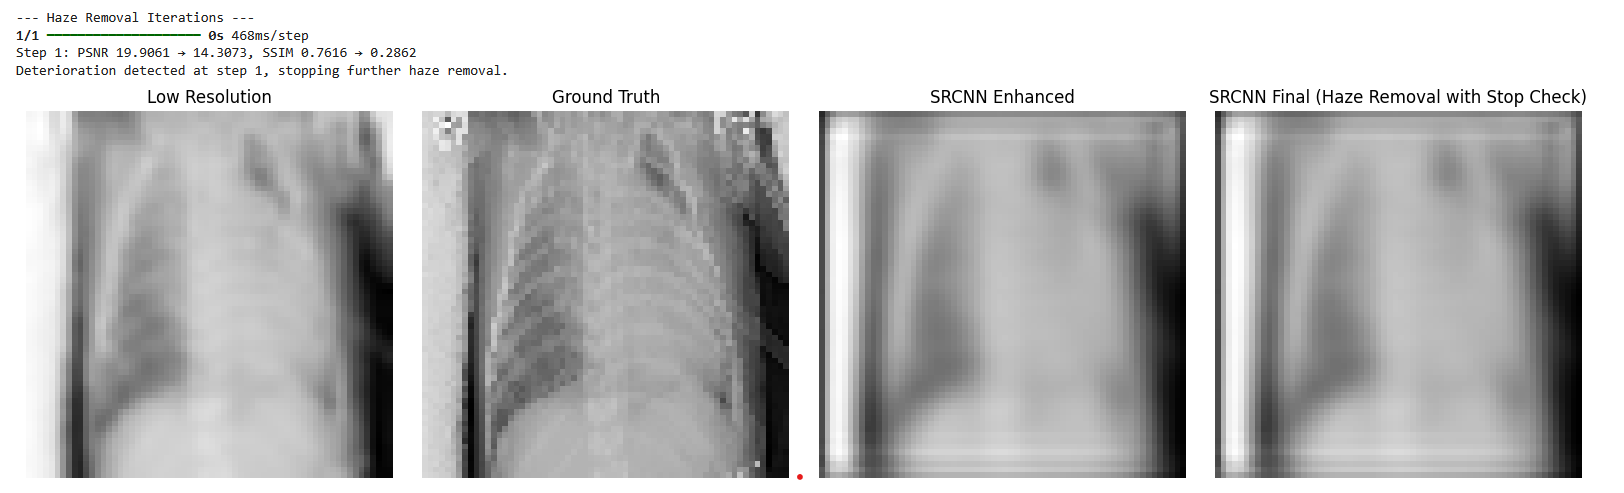 --- Haze Removal Iterations ---
1/1 ━━━━━━━━━━━━━━━━━━━━ 0s 468ms/step
Step 1: PSNR 19.9061 → 14.3073, SSIM 0.7616 → 0.2862
Deterioration detected at step 1, stopping further haze removal.
Low Resolution
Ground Truth
SRCNN Enhanced
SRCNN Final (Haze Removal with Stop Check)